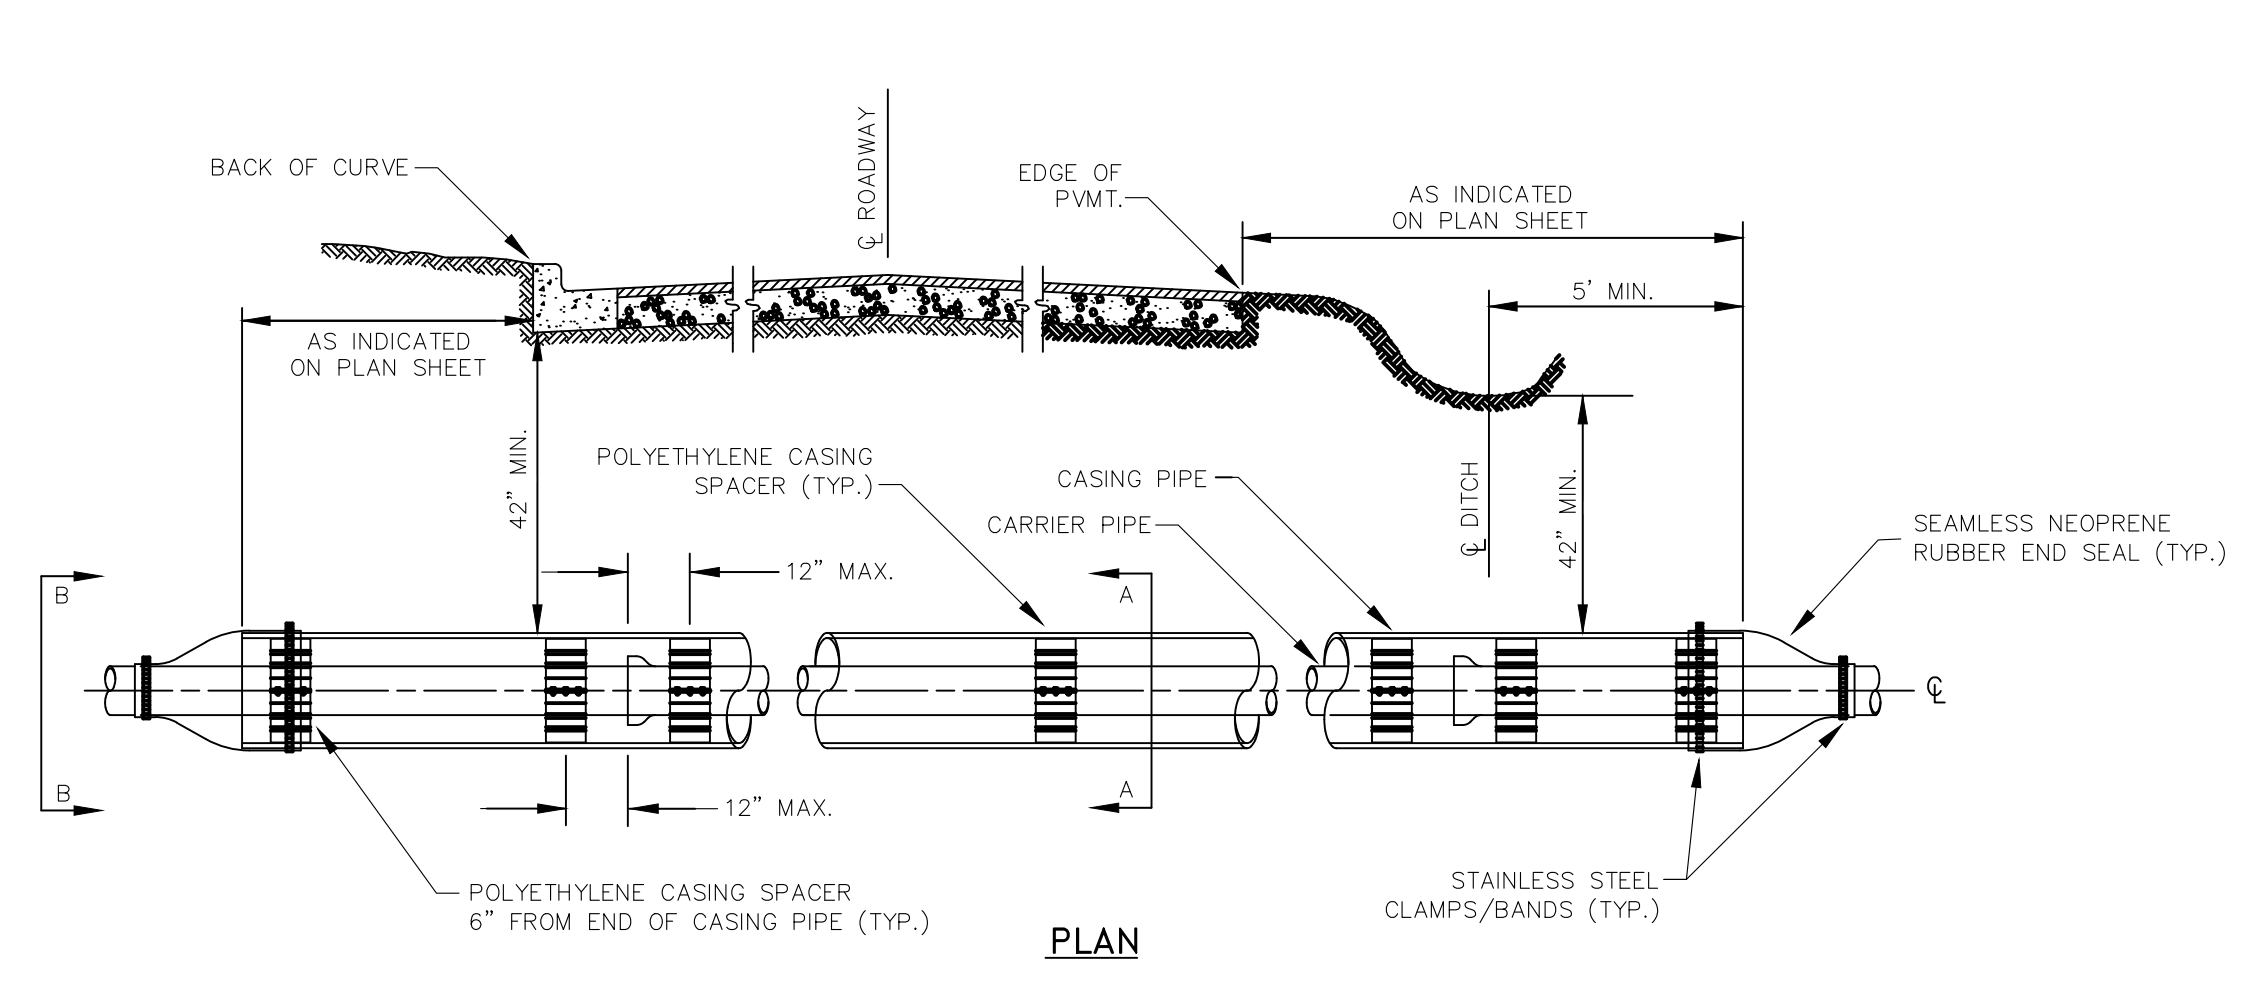 ℄ ROADWAY
BACK OF CURVE
EDGE OF
PVMT.
AS INDICATED
ON PLAN SHEET
5' MIN.
AS INDICATED
ON PLAN SHEET
42" MIN.
POLYETHYLENE CASING
SPACER (TYP.)
CASING PIPE
CARRIER PIPE
℄ DITCH
42" MIN.
SEAMLESS NEOPRENE
RUBBER END SEAL (TYP.)
12" MAX.
B
A
℄
B
A
12" MAX.
POLYETHYLENE CASING SPACER
6" FROM END OF CASING PIPE (TYP.)
STAINLESS STEEL
CLAMPS/BANDS (TYP.)
PLAN